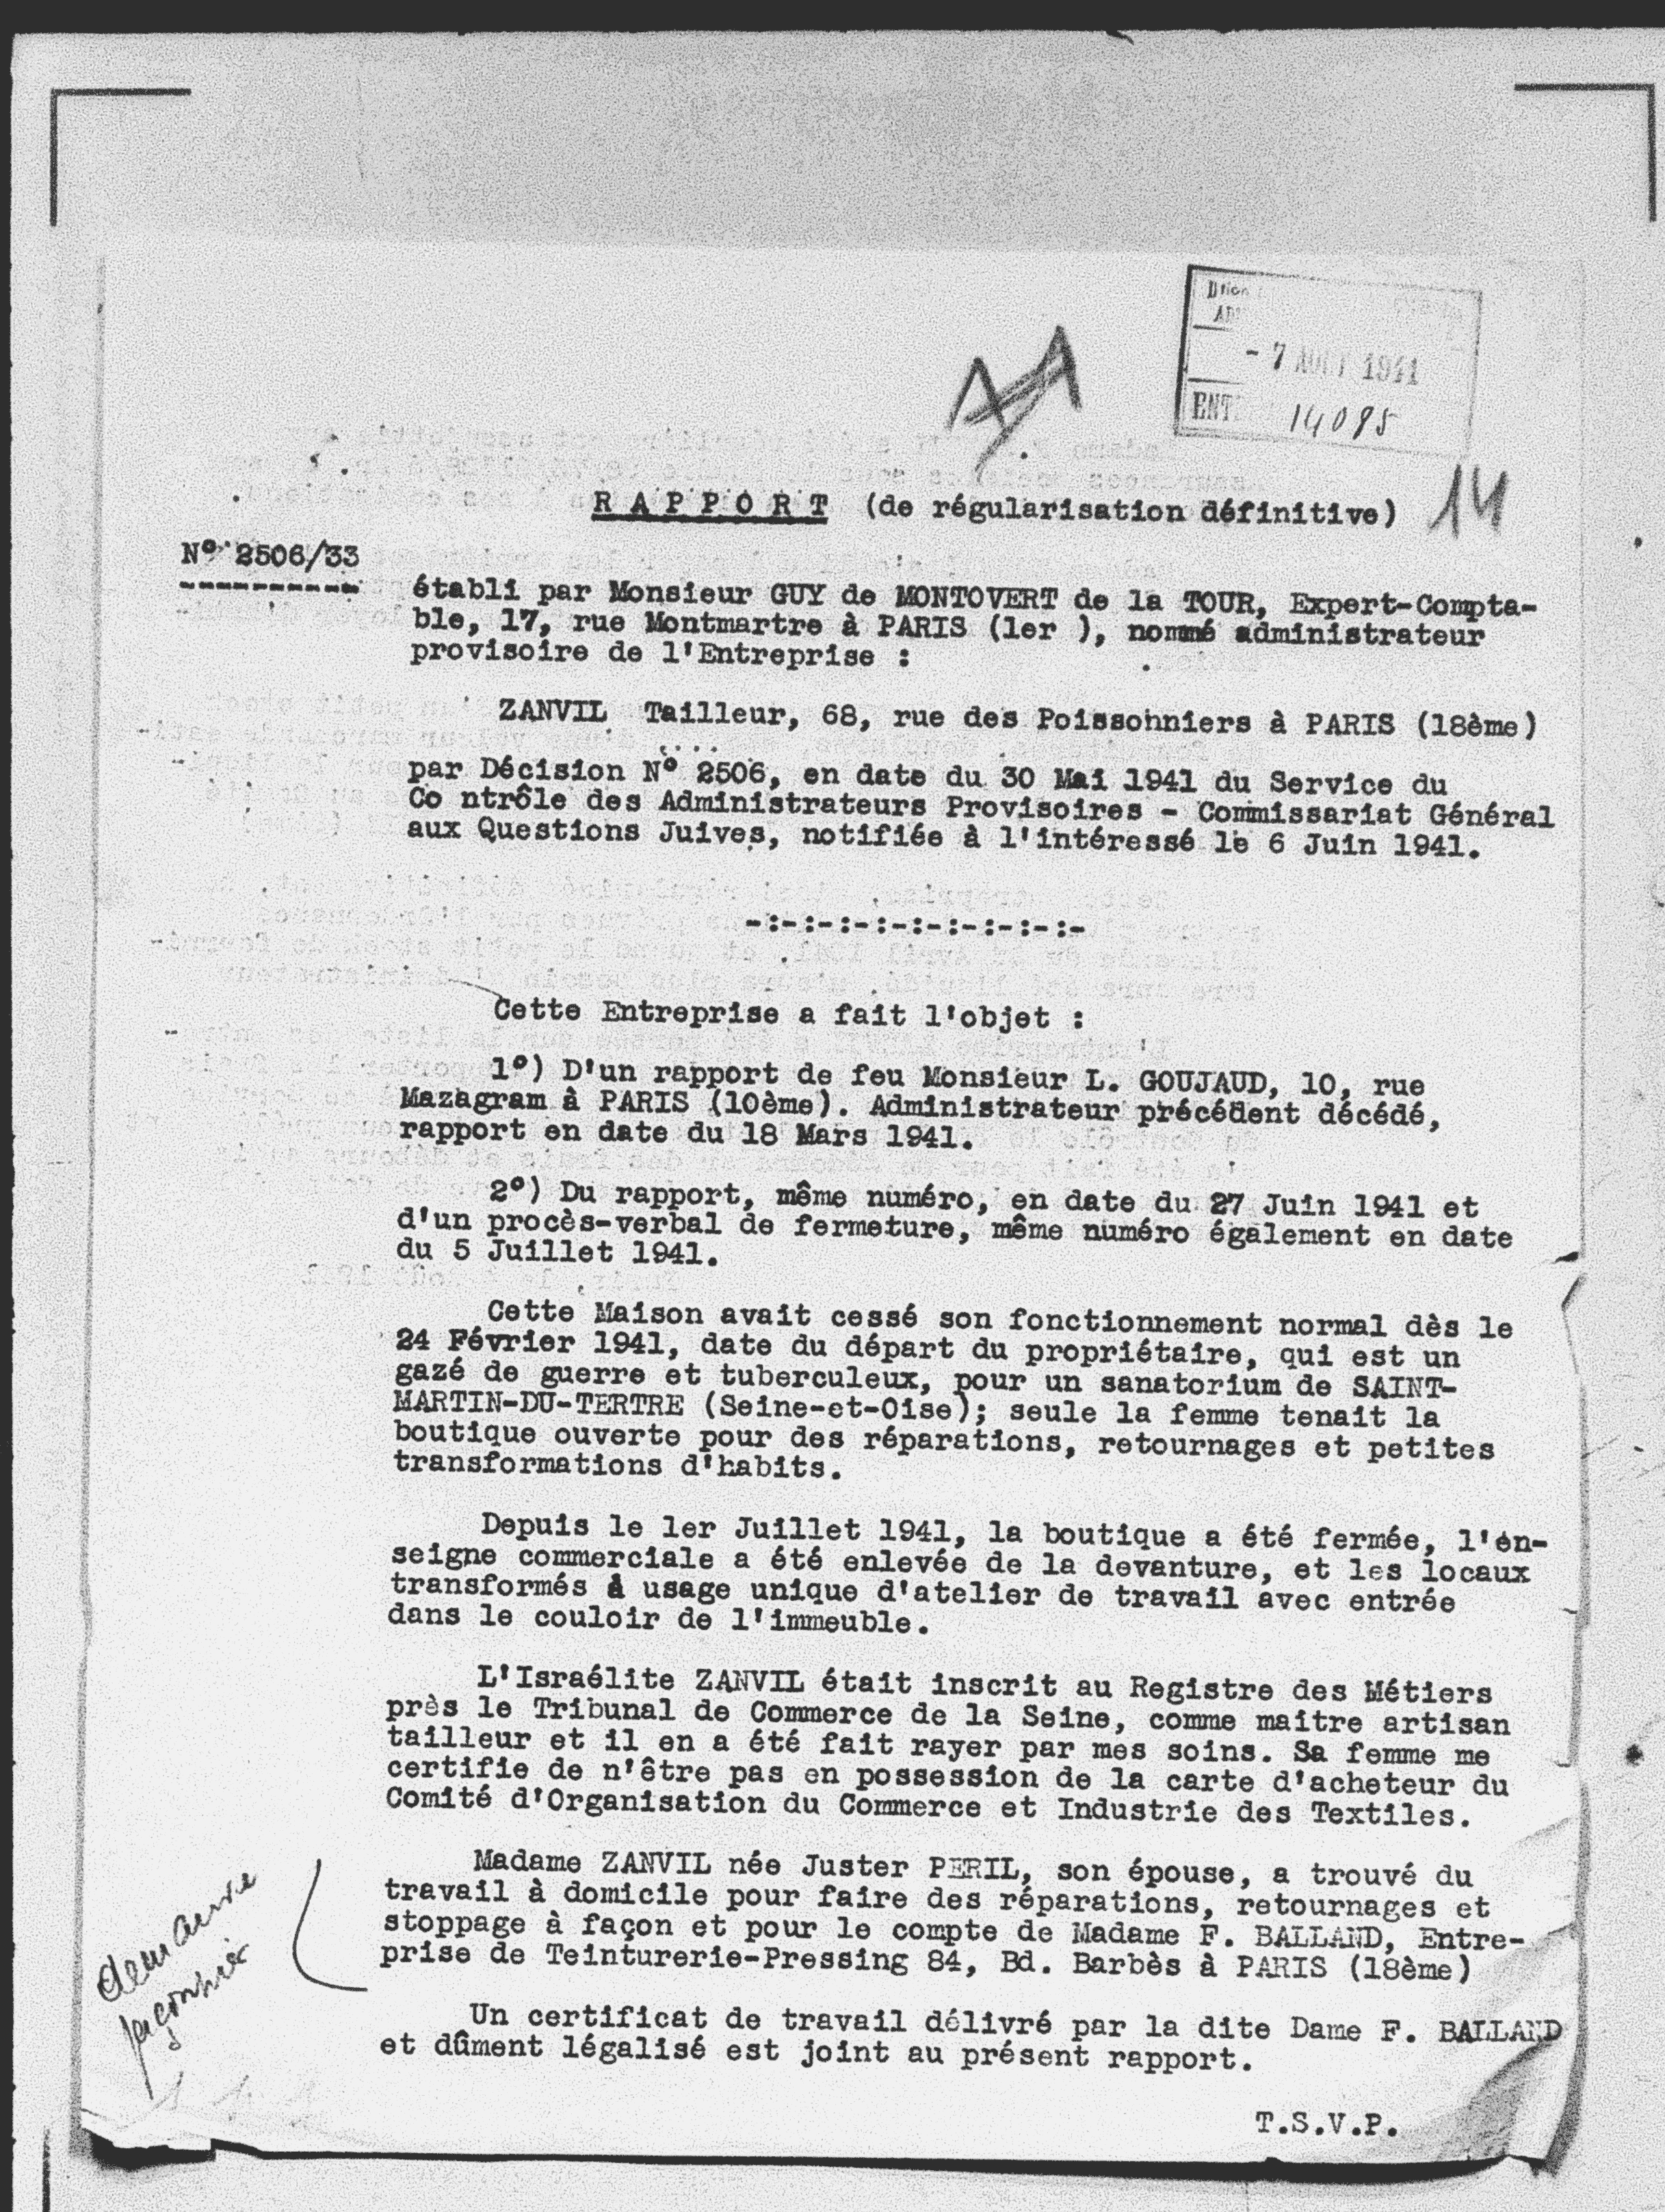 - 7 AOUT 1941
ENT
14095
14
R A P P O R T (de régularisation définitive)
N° 2506/33
établi par Monsieur GUY de MONTOVERT de la TOUR, Expert-Compta-
ble, 17, rue Montmartre à PARIS (1er ), nommé administrateur
provisoire de l'Entreprise :
ZANVIL Tailleur, 68, rue des Poissonniers à PARIS (18ème)
par Décision N° 2506, en date du 30 Mai 1941 du Service du
Co ntrôle des Administrateurs Provisoires - Commissariat Général
aux Questions Juives, notifiée à l'intéressé le 6 Juin 1941.
-:-:-:-:-:-:-:-:-:-
Cette Entreprise a fait l'objet :
1°) D'un rapport de feu Monsieur L. GOUJAUD, 10, rue
Mazagram à PARIS (10ème). Administrateur précédent décédé,
rapport en date du 18 Mars 1941.
2°) Du rapport, même numéro, en date du 27 Juin 1941 et
d'un procès-verbal de fermeture, même numéro également en date
du 5 Juillet 1941.
Cette Maison avait cessé son fonctionnement normal dès le
24 Février 1941, date du départ du propriétaire, qui est un
gazé de guerre et tuberculeux, pour un sanatorium de SAINT-
MARTIN-DU-TERTRE (Seine-et-Oise); seule la femme tenait la
boutique ouverte pour des réparations, retournages et petites
transformations d'habits.
Depuis le 1er Juillet 1941, la boutique a été fermée, l'en-
seigne commerciale a été enlevée de la devanture, et les locaux
transformés à usage unique d'atelier de travail avec entrée
dans le couloir de l'immeuble.
L'Israélite ZANVIL était inscrit au Registre des Métiers
près le Tribunal de Commerce de la Seine, comme maitre artisan
tailleur et il en a été fait rayer par mes soins. Sa femme me
certifie de n'être pas en possession de la carte d'acheteur du
Comité d'Organisation du Commerce et Industrie des Textiles.
Madame ZANVIL née Juster PERIL, son épouse, a trouvé du
travail à domicile pour faire des réparations, retournages et
stoppage à façon et pour le compte de Madame F. BALLAND, Entre-
prise de Teinturerie-Pressing 84, Bd. Barbès à PARIS (18ème)
façonnier
Un certificat de travail délivré par la dite Dame F. BALLAND
et dûment légalisé est joint au présent rapport.
T.S.V.P.